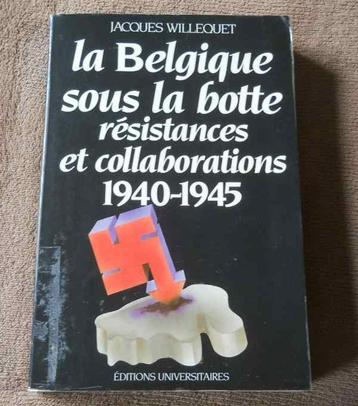 JACQUES WILLEQUET
la Belgique
sous la botte
résistances
et collaborations
1940-1945
ÉDITIONS UNIVERSITAIRES